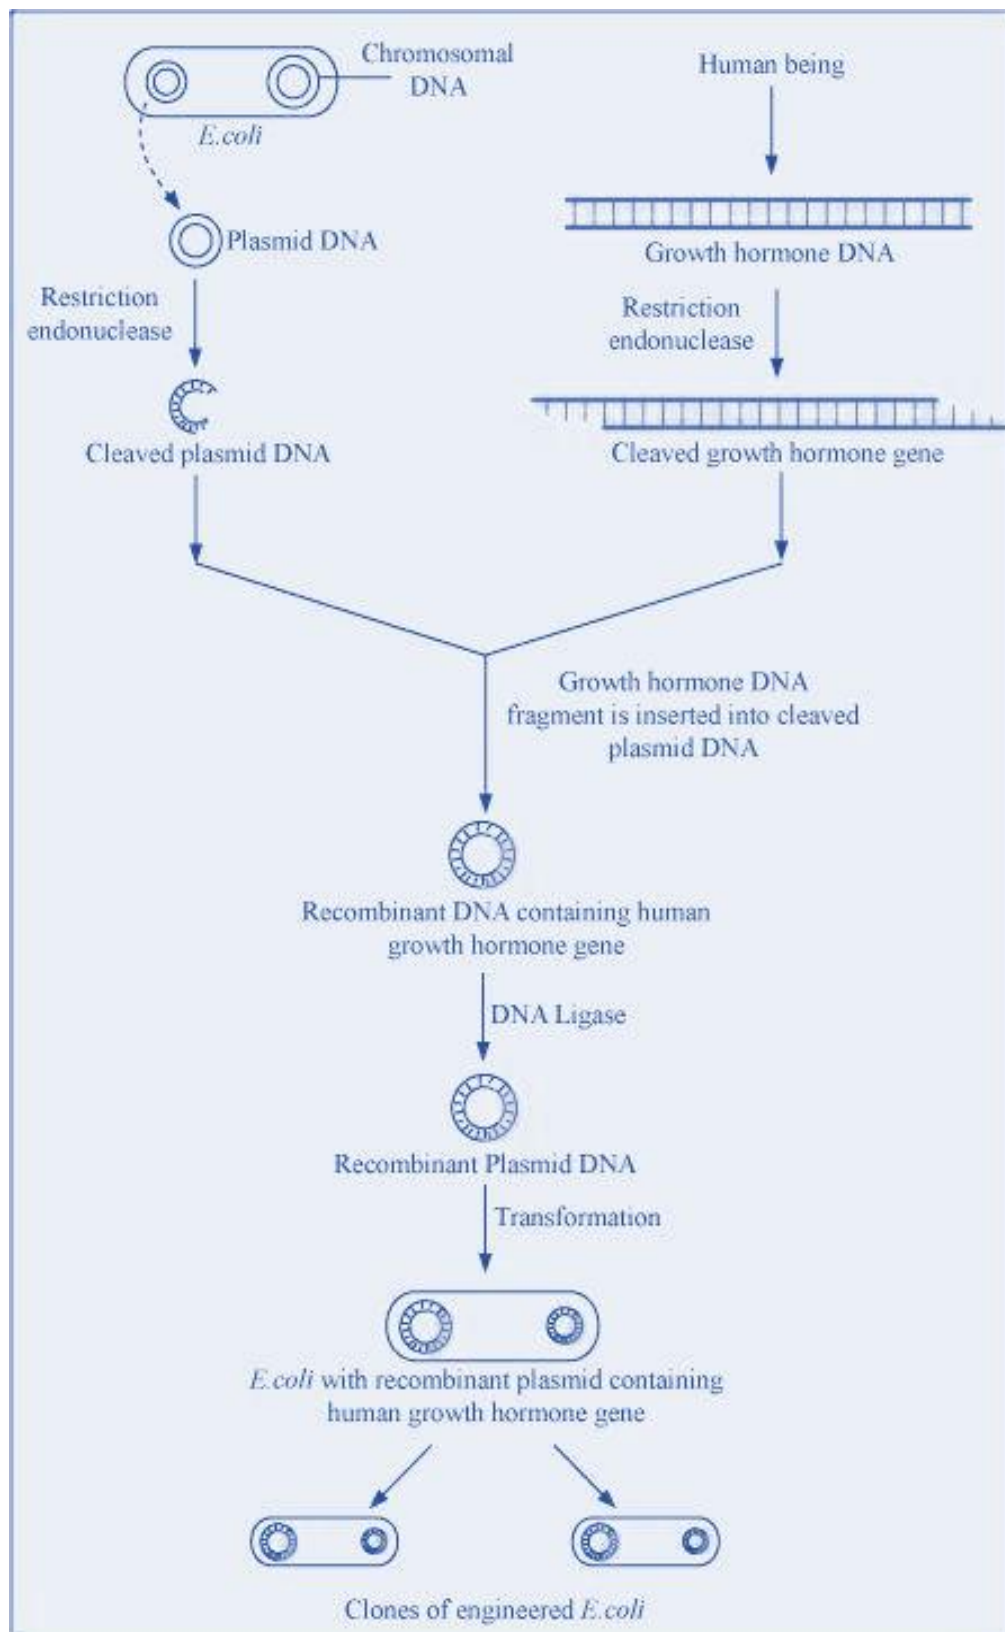 Chromosomal
DNA
E.coli
Human being
Plasmid DNA
Growth hormone DNA
Restriction
endonuclease
Restriction
endonuclease
Cleaved plasmid DNA
Cleaved growth hormone gene
Growth hormone DNA
fragment is inserted into cleaved
plasmid DNA
Recombinant DNA containing human
growth hormone gene
DNA Ligase
Recombinant Plasmid DNA
Transformation
E.coli with recombinant plasmid containing
human growth hormone gene
Clones of engineered E.coli